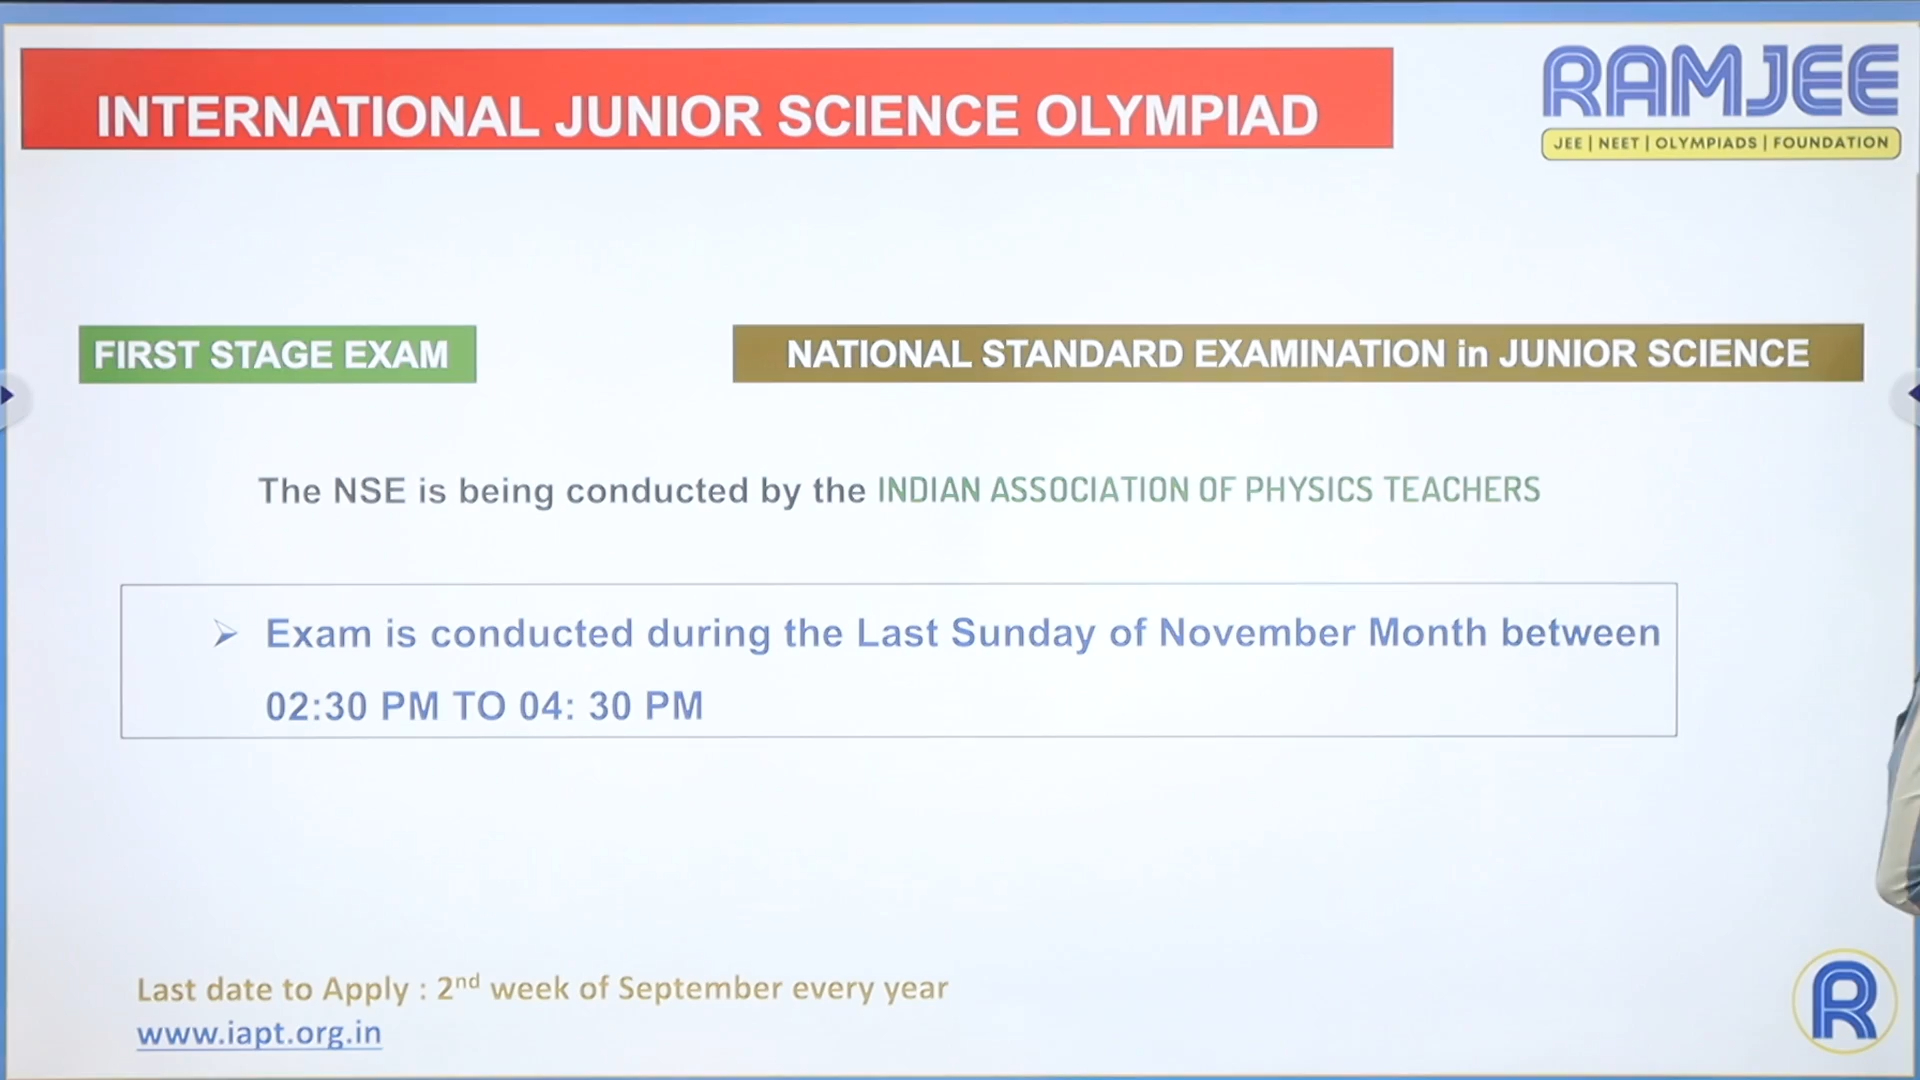 INTERNATIONAL JUNIOR SCIENCE OLYMPIAD
RAMJEE
JEE | NEET | OLYMPIADS | FOUNDATION
FIRST STAGE EXAM
NATIONAL STANDARD EXAMINATION in JUNIOR SCIENCE
The NSE is being conducted by the INDIAN ASSOCIATION OF PHYSICS TEACHERS
➢ Exam is conducted during the Last Sunday of November Month between
02:30 PM TO 04: 30 PM
Last date to Apply : 2nd week of September every year
www.iapt.org.in
R